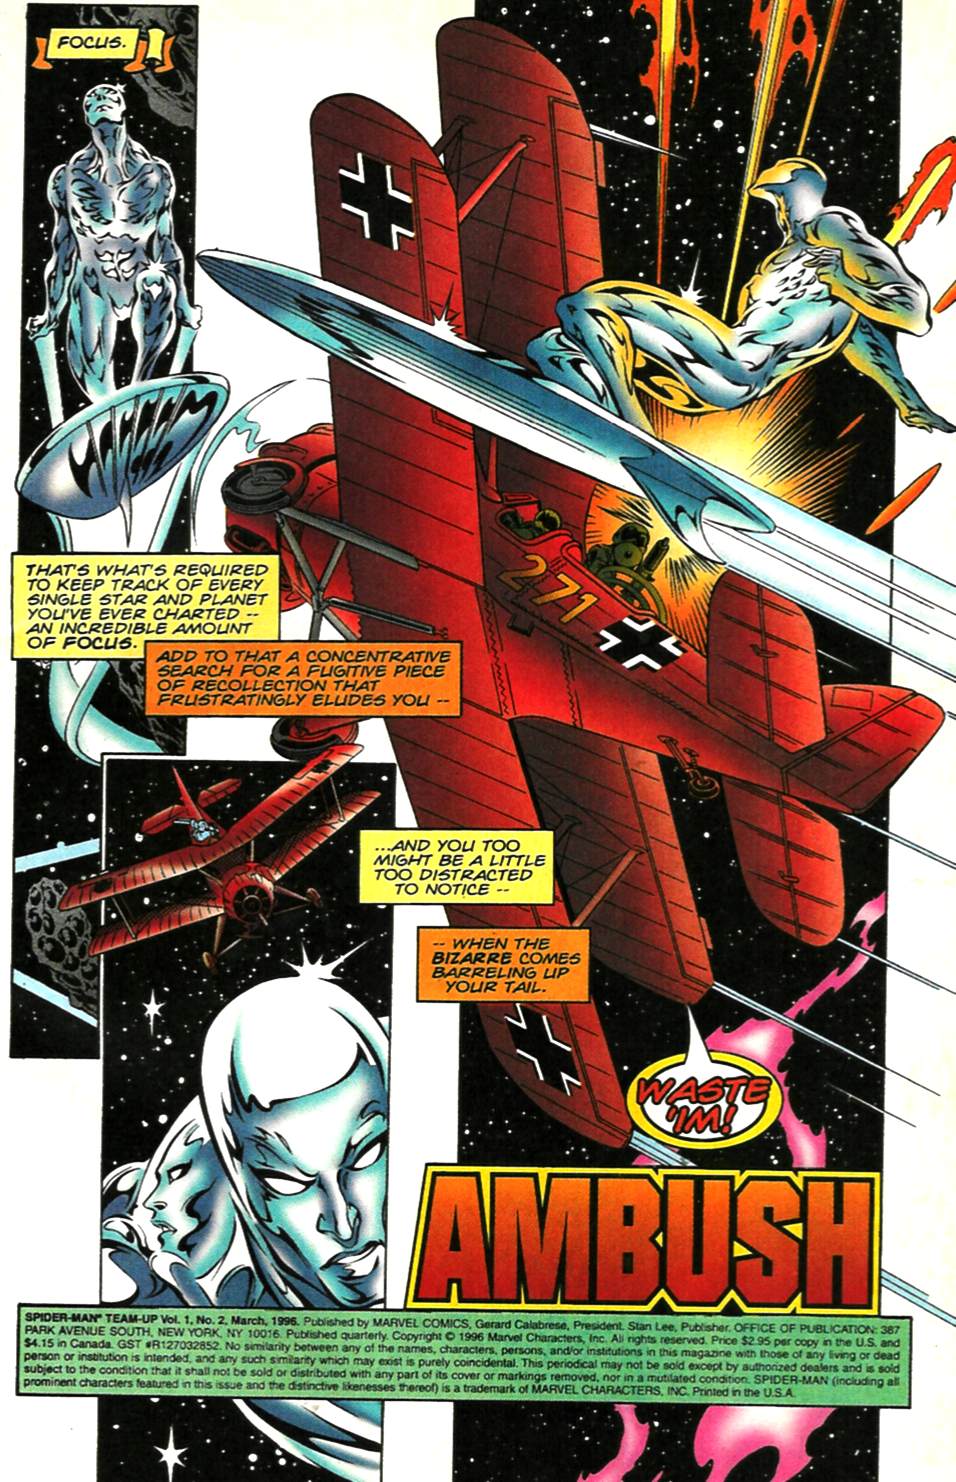 FOCUS.
THAT'S WHAT'S REQUIRED
TO KEEP TRACK OF EVERY
SINGLE STAR AND PLANET
YOU'VE EVER CHARTED --
AN INCREDIBLE AMOUNT
OF FOCUS.
ADD TO THAT A CONCENTRATIVE
SEARCH FOR A FUGITIVE PIECE
OF RECOLLECTION THAT
FRUSTRATINGLY ELUDES YOU --
271
...AND YOU TOO
MIGHT BE A LITTLE
TOO DISTRACTED
TO NOTICE --
-- WHEN THE
BIZARRE COMES
BARRELING UP
YOUR TAIL.
WASTE
'IM!
AMBUSH
SPIDER-MAN® TEAM-UP Vol. 1, No. 2, March, 1996. Published by MARVEL COMICS, Gerard Calabrese, President. Stan Lee, Publisher. OFFICE OF PUBLICATION: 387
PARK AVENUE SOUTH, NEW YORK, NY 10016. Published quarterly. Copyright © 1996 Marvel Characters, Inc. All rights reserved. Price $2.95 per copy in the U.S. and
$4.15 in Canada. GST #R127032852. No similarity between any of the names, characters, persons, and/or institutions in this magazine with those of any living or dead
person or institution is intended, and any such similarity which may exist is purely coincidental. This periodical may not be sold except by authorized dealers and is sold
subject to the condition that it shall not be sold or distributed with any part of its cover or markings removed, nor in a mutilated condition. SPIDER-MAN (including all
prominent characters featured in this issue and the distinctive likenesses thereof) is a trademark of MARVEL CHARACTERS, INC. Printed in the U.S.A.